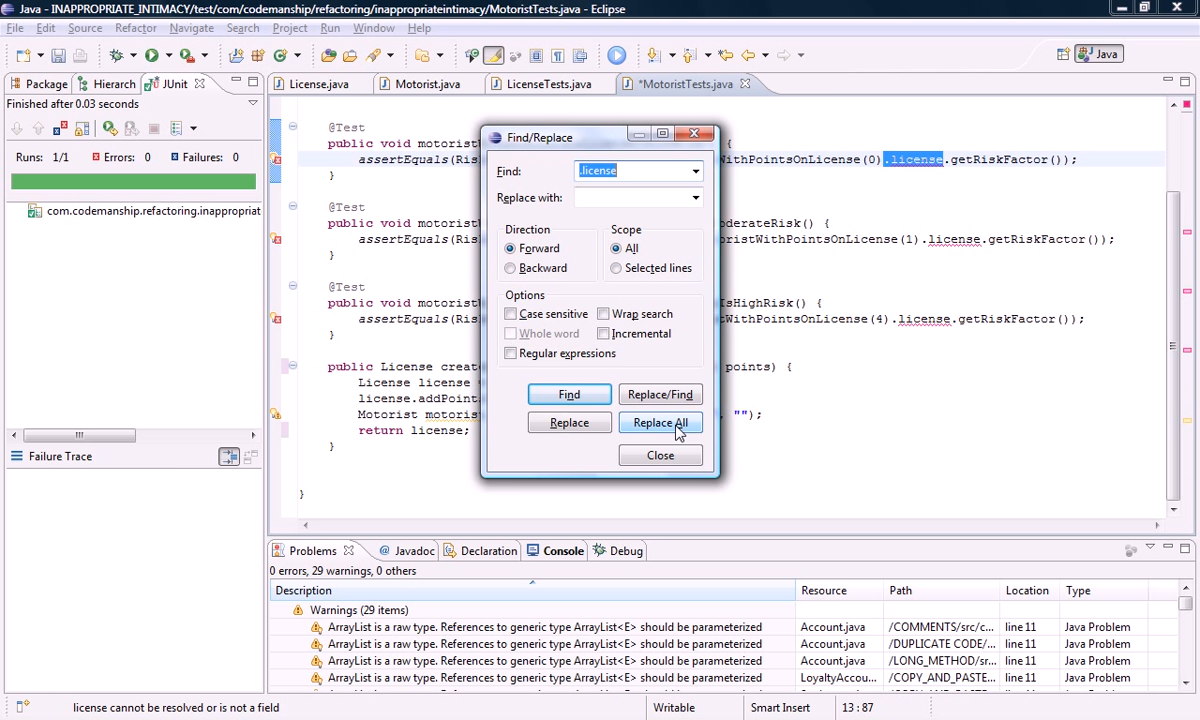 Java - INAPPROPRIATE_INTIMACY/test/com/codemanship/refactoring/inappropriateintimacy/MotoristTests.java - Eclipse
File Edit Source Refactor Navigate Search Project Run Window Help
Java
Package Hierarchy JUnit
License.java Motorist.java LicenseTests.java *MotoristTests.java
Finished after 0.03 seconds
Runs: 1/1 Errors: 0 Failures: 0
com.codemanship.refactoring.inappropriat
Failure Trace
@Test
public void motorist {
assertEquals(Ris WithPointsOnLicense(0).license.getRiskFactor());
}
@Test
public void motorist oderateRisk() {
assertEquals(Ris oristWithPointsOnLicense(1).license.getRiskFactor());
}
@Test
public void motorist sHighRisk() {
assertEquals(Ris WithPointsOnLicense(4).license.getRiskFactor());
}
public License create points) {
License license
license.addPoint
Motorist motoris , "");
return license;
}
}
Find/Replace
Find: .license
Replace with:
Direction
Forward
Backward
Scope
All
Selected lines
Options
Case sensitive Wrap search
Whole word Incremental
Regular expressions
Find Replace/Find
Replace Replace All
Close
Problems @ Javadoc Declaration Console Debug
0 errors, 29 warnings, 0 others
Description Resource Path Location Type
Warnings (29 items)
ArrayList is a raw type. References to generic type ArrayList<E> should be parameterized Account.java /COMMENTS/src/c... line 11 Java Problem
ArrayList is a raw type. References to generic type ArrayList<E> should be parameterized Account.java /DUPLICATE CODE/... line 11 Java Problem
ArrayList is a raw type. References to generic type ArrayList<E> should be parameterized Account.java /LONG_METHOD/sr... line 11 Java Problem
ArrayList is a raw type. References to generic type ArrayList<E> should be parameterized LoyaltyAccou... /COPY_AND_PASTE... line 11 Java Problem
license cannot be resolved or is not a field Writable Smart Insert 13 : 87